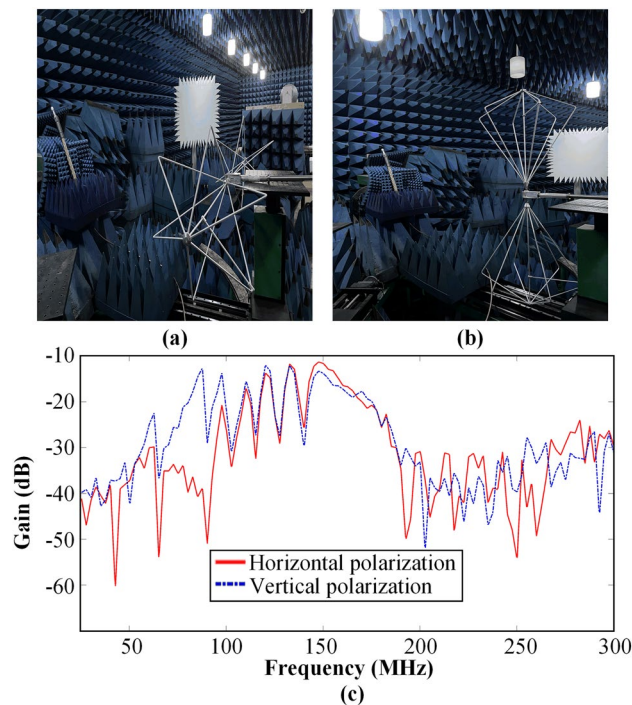 (a)
(b)
-10
-20
-30
-40
-50
-60
Gain (dB)
Horizontal polarization
Vertical polarization
50
100
150
200
250
300
Frequency (MHz)
(c)